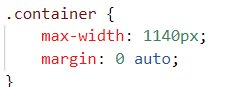 .container {
    max-width: 1140px;
    margin: 0 auto;
}